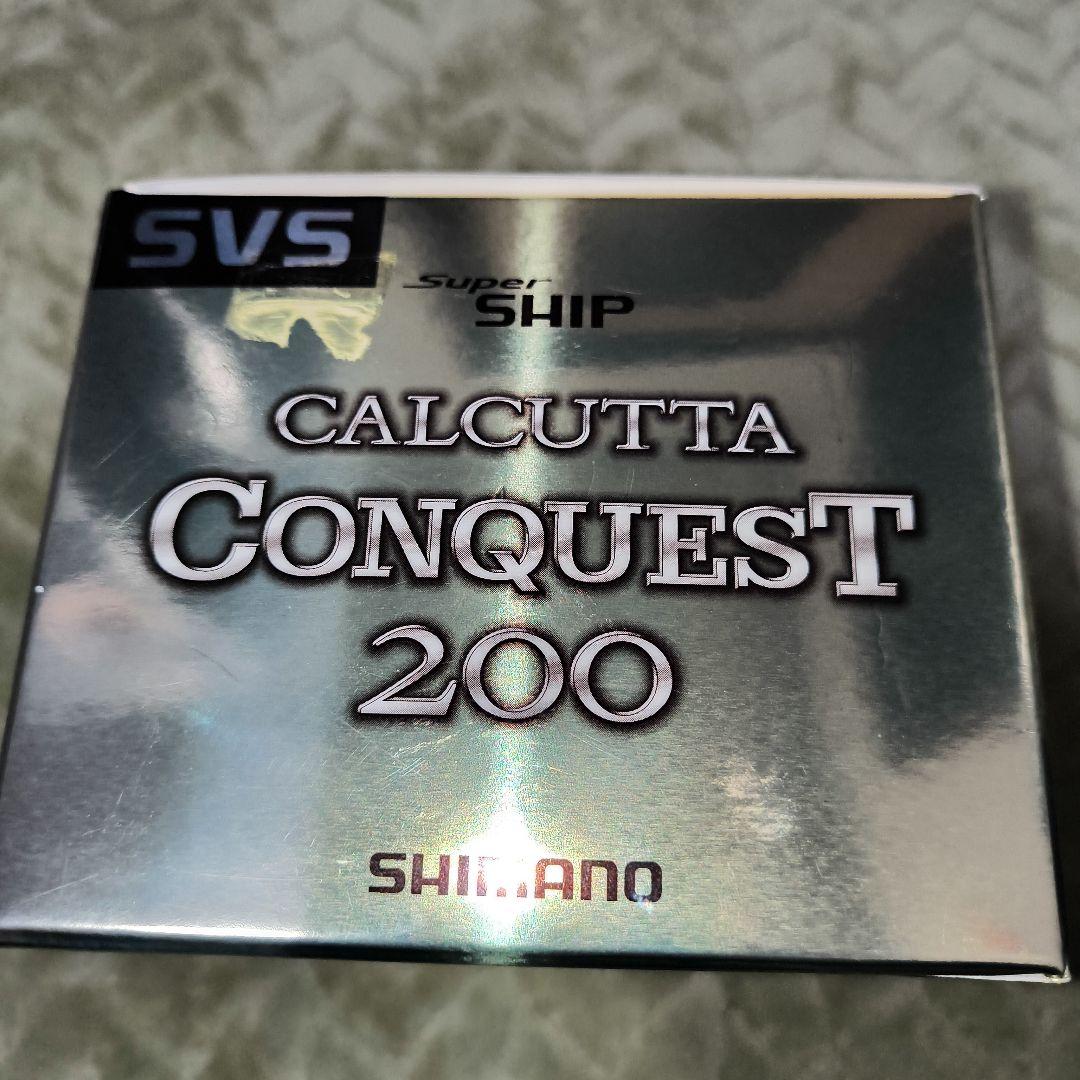 SVS
Super
SHIP
CALCUTTA
CONQUEST
200
SHIMANO